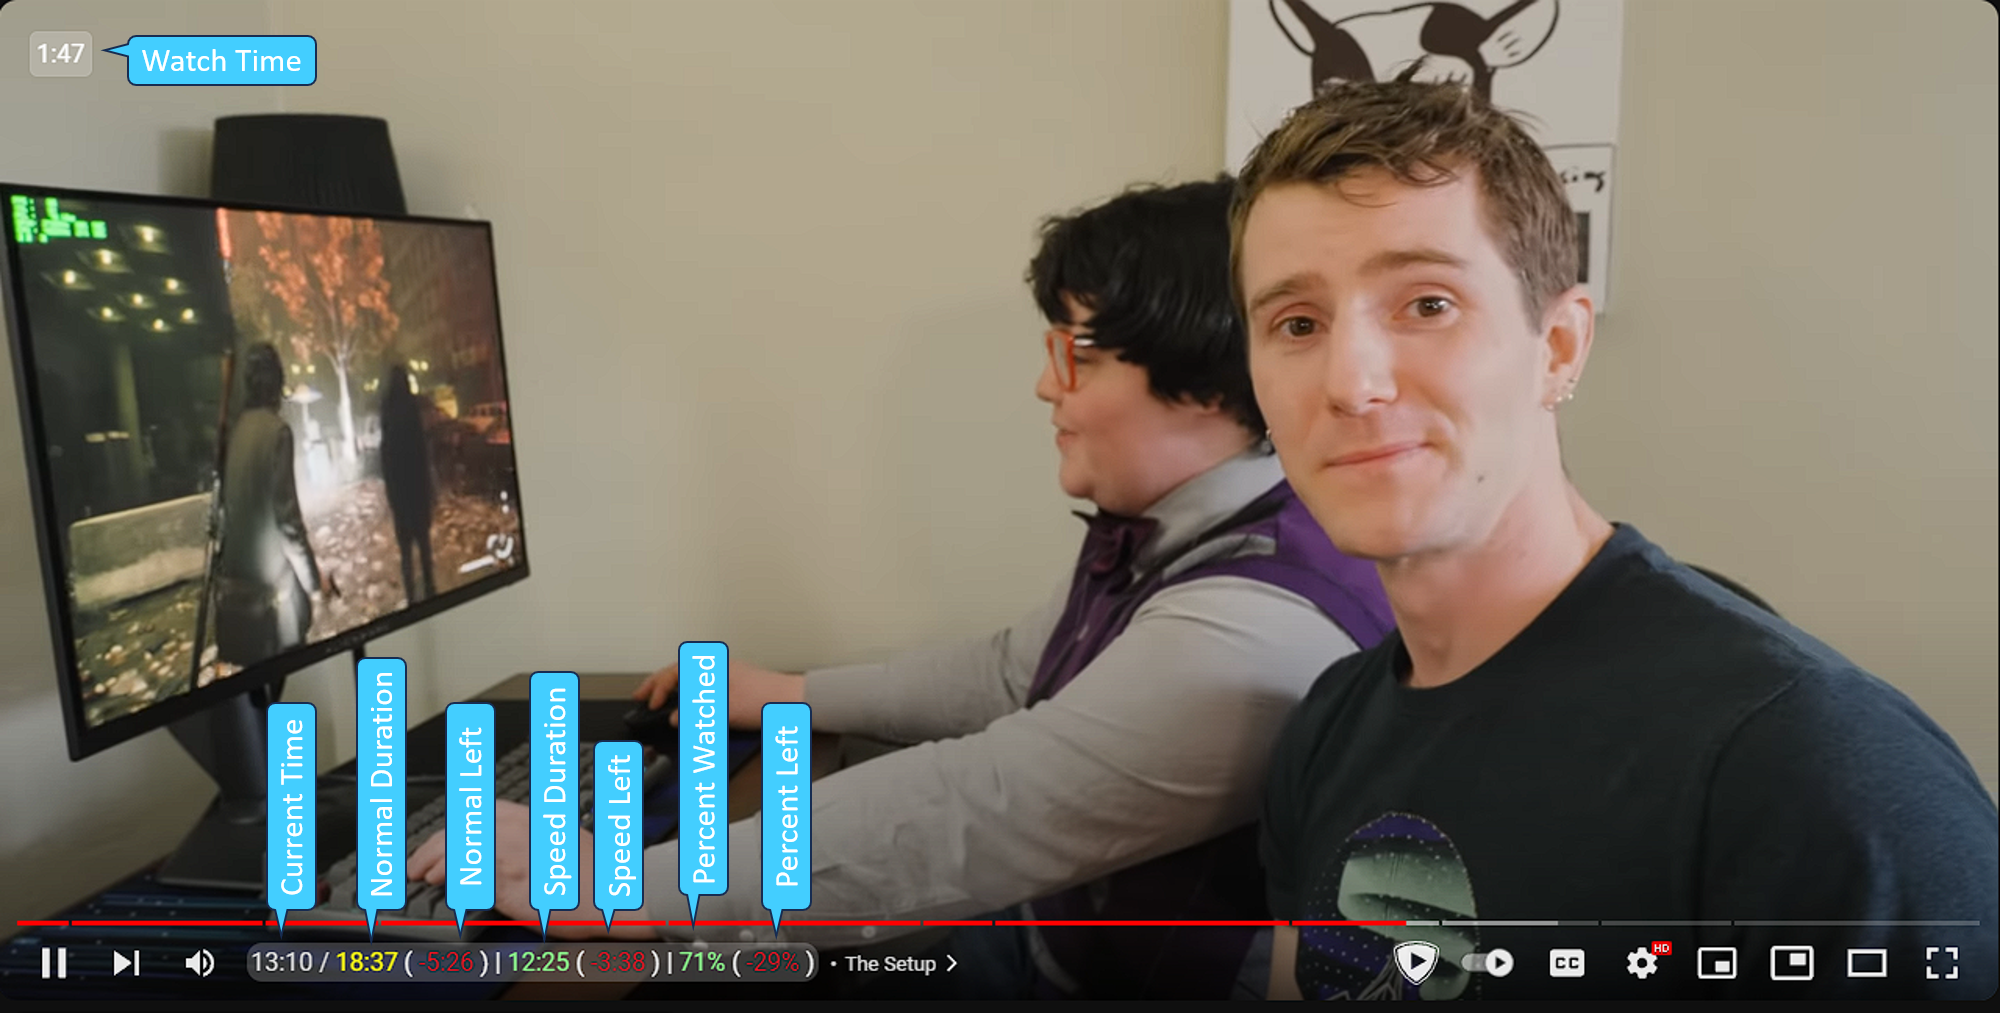 1:47
Watch Time
Current Time
Normal Duration
Normal Left
Speed Duration
Speed Left
Percent Watched
Percent Left
13:10 / 18:37 ( -5:26 ) | 12:25 ( -3:38 ) | 71% ( -29% ) • The Setup >
CC
HD